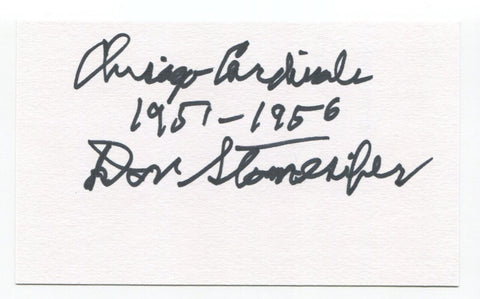 Chicago Cardinals
1951-1956
Don Stonesifer